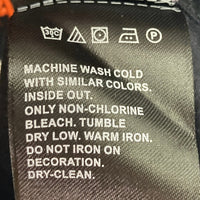 MACHINE WASH COLD
WITH SIMILAR COLORS.
INSIDE OUT.
ONLY NON-CHLORINE
BLEACH. TUMBLE
DRY LOW. WARM IRON.
DO NOT IRON ON
DECORATION.
DRY-CLEAN.